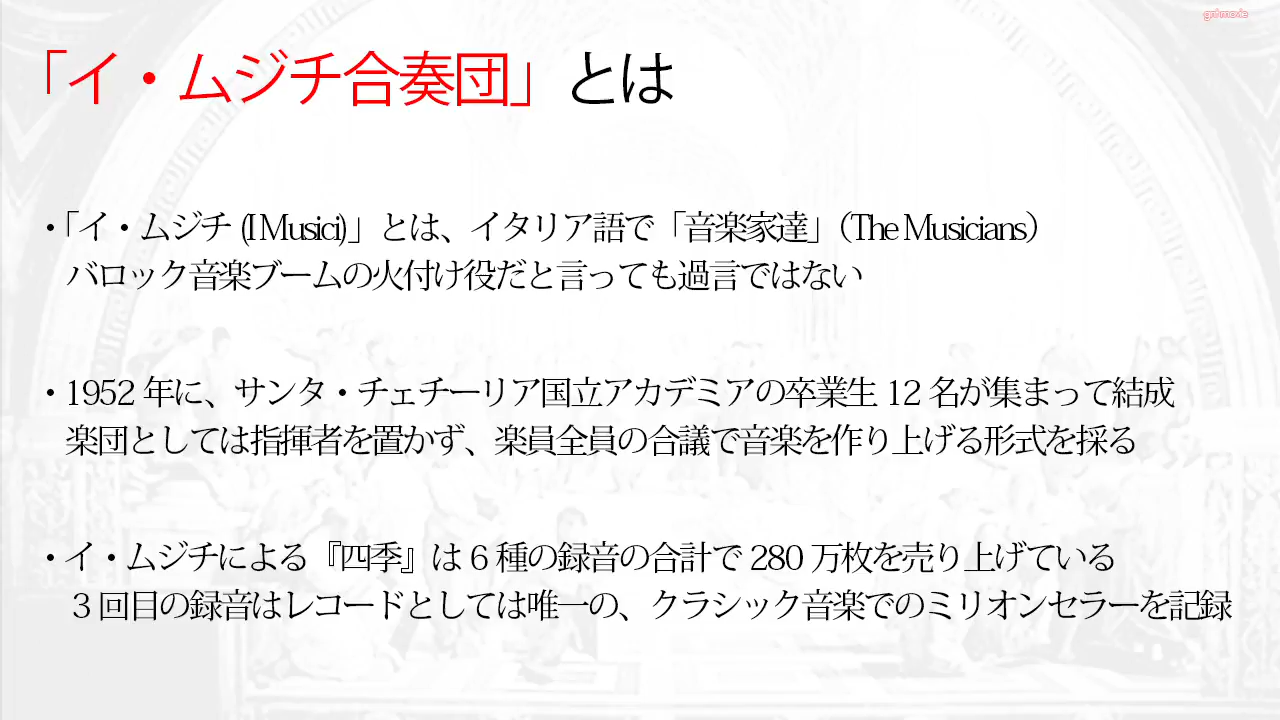 「イ・ムジチ合奏団」とは
・「イ・ムジチ (I Musici)」とは、イタリア語で「音楽家達」（The Musicians）
バロック音楽ブームの火付け役だと言っても過言ではない
・1952 年に、サンタ・チェチーリア国立アカデミアの卒業生 12 名が集まって結成
楽団としては指揮者を置かず、楽員全員の合議で音楽を作り上げる形式を採る
・イ・ムジチによる『四季』は 6 種の録音の合計で 280 万枚を売り上げている
３回目の録音はレコードとしては唯一の、クラシック音楽でのミリオンセラーを記録